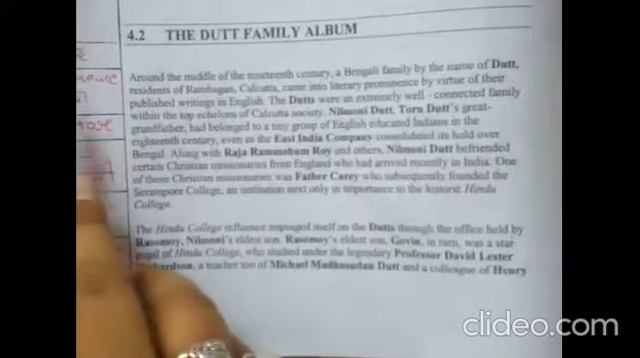 4.2 THE DUTT FAMILY ALBUM
Around the middle of the nineteenth century, a Bengali family by the name of Dutt,
residents of Rambagan, Calcutta, came into literary prominence by virtue of their
published writings in English. The Dutts were an extremely well - connected family
within the top echelons of Calcutta society. Nilmoni Dutt, Toru Dutt's great-
grandfather, had belonged to a tiny group of English educated Indians in the
eighteenth century, even as the East India Company consolidated its hold over
Bengal. Along with Raja Rammohum Roy and others, Nilmoni Dutt befriended
certain Christian missionaries from England who had arrived recently in India. One
of these Christian missionaries was Father Carey who subsequently founded the
Serampore College, an institution next only in importance to the historic Hindu
College.
The Hindu College influence impinged itself on the Dutts through the office held by
Rasomoy, Nilmoni's eldest son. Rasomoy's eldest son, Govin, in turn, was a star
pupil of Hindu College, who studied under the legendary Professor David Lester
a teacher too of Michael Madhusudan Dutt and a colleague of Henry
clideo.com